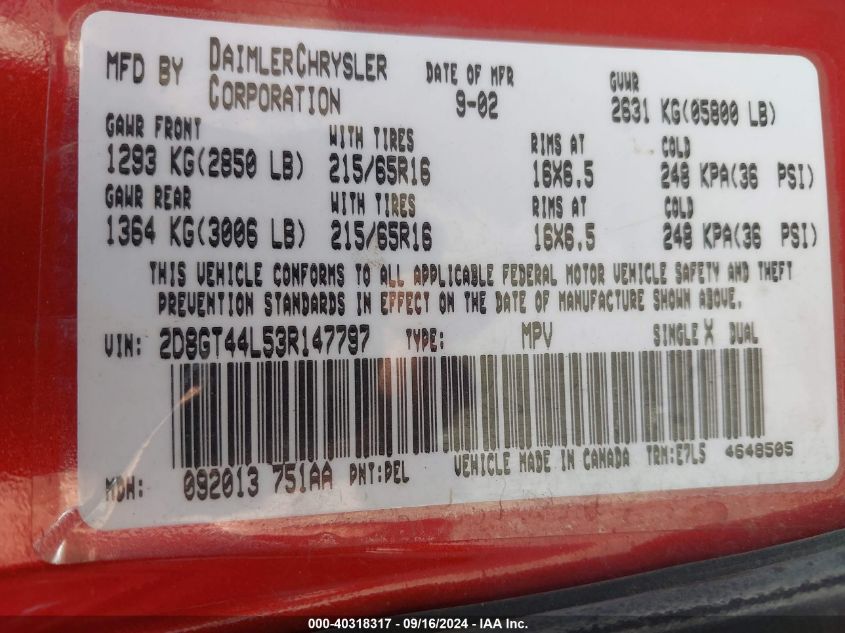 MFD BY DAIMLERCHRYSLER CORPORATION DATE OF MFR 9-02 GVWR 2631 KG(05800 LB)
GAWR FRONT WITH TIRES RIMS AT COLD
1293 KG(2850 LB) 215/65R16 16X6.5 248 KPA(36 PSI)
GAWR REAR WITH TIRES RIMS AT COLD
1364 KG(3006 LB) 215/65R16 16X6.5 248 KPA(36 PSI)
THIS VEHICLE CONFORMS TO ALL APPLICABLE FEDERAL MOTOR VEHICLE SAFETY AND THEFT
PREVENTION STANDARDS IN EFFECT ON THE DATE OF MANUFACTURE SHOWN ABOVE.
VIN: 2D8GT44L53R147787 TYPE: MPV SINGLE X DUAL
MDH: 092013 751AA PNT:PEL VEHICLE MADE IN CANADA TRM:E7L5 4648505
000-40318317 - 09/16/2024 - IAAI.COM